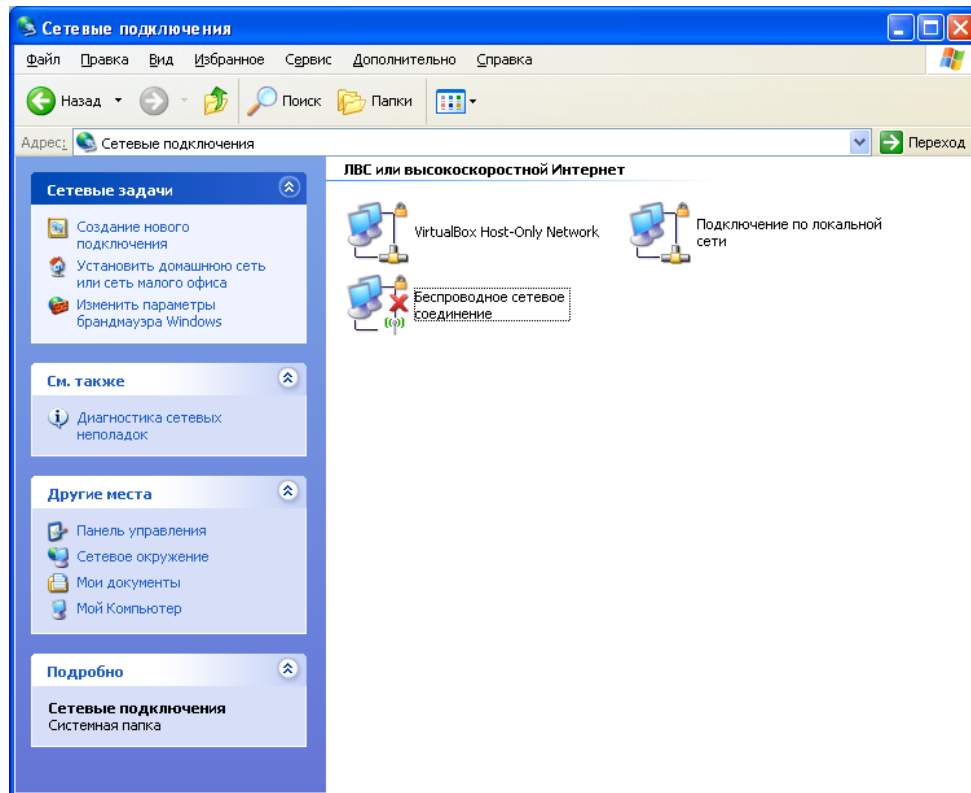 Сетевые подключения
Файл Правка Вид Избранное Сервис Дополнительно Справка
Назад Поиск Папки
Адрес: Сетевые подключения Переход
Сетевые задачи
Создание нового
подключения
Установить домашнюю сеть
или сеть малого офиса
Изменить параметры
брандмауэра Windows
См. также
Диагностика сетевых
неполадок
Другие места
Панель управления
Сетевое окружение
Мои документы
Мой Компьютер
Подробно
Сетевые подключения
Системная папка
ЛВС или высокоскоростной Интернет
VirtualBox Host-Only Network
Подключение по локальной
сети
Беспроводное сетевое
соединение